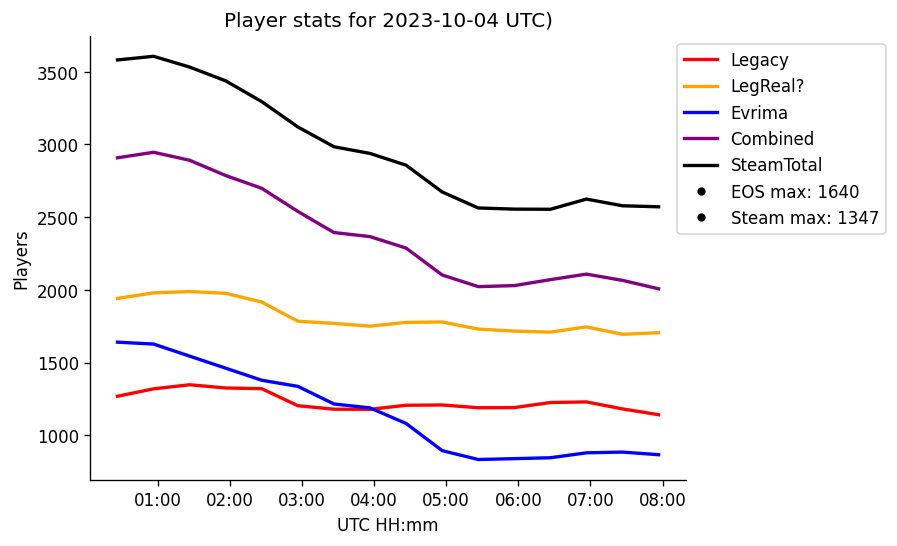 Player stats for 2023-10-04 UTC)
Legacy
LegReal?
Evrima
Combined
SteamTotal
EOS max: 1640
Steam max: 1347
3500
3000
2500
2000
1500
1000
Players
01:00 02:00 03:00 04:00 05:00 06:00 07:00 08:00
UTC HH:mm